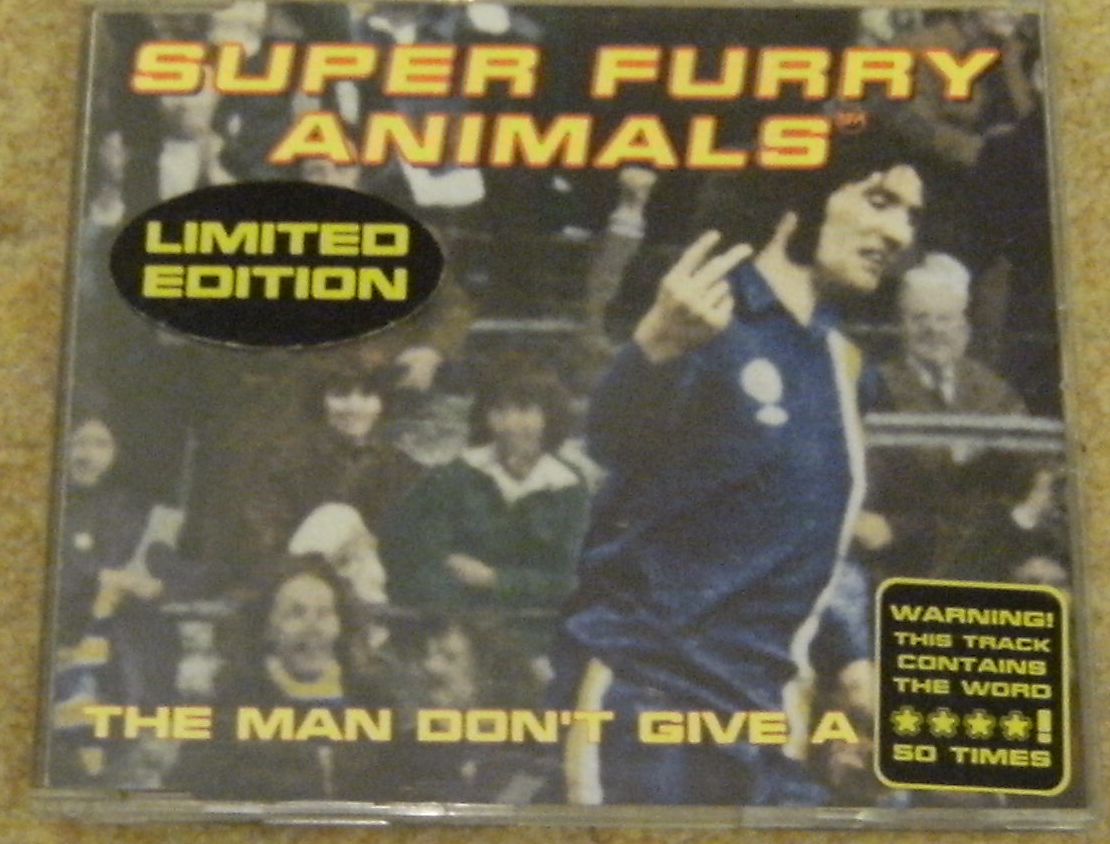 SUPER FURRY
ANIMALS
LIMITED
EDITION
THE MAN DON'T GIVE A
WARNING!
THIS TRACK
CONTAINS
THE WORD
★★★★!
50 TIMES